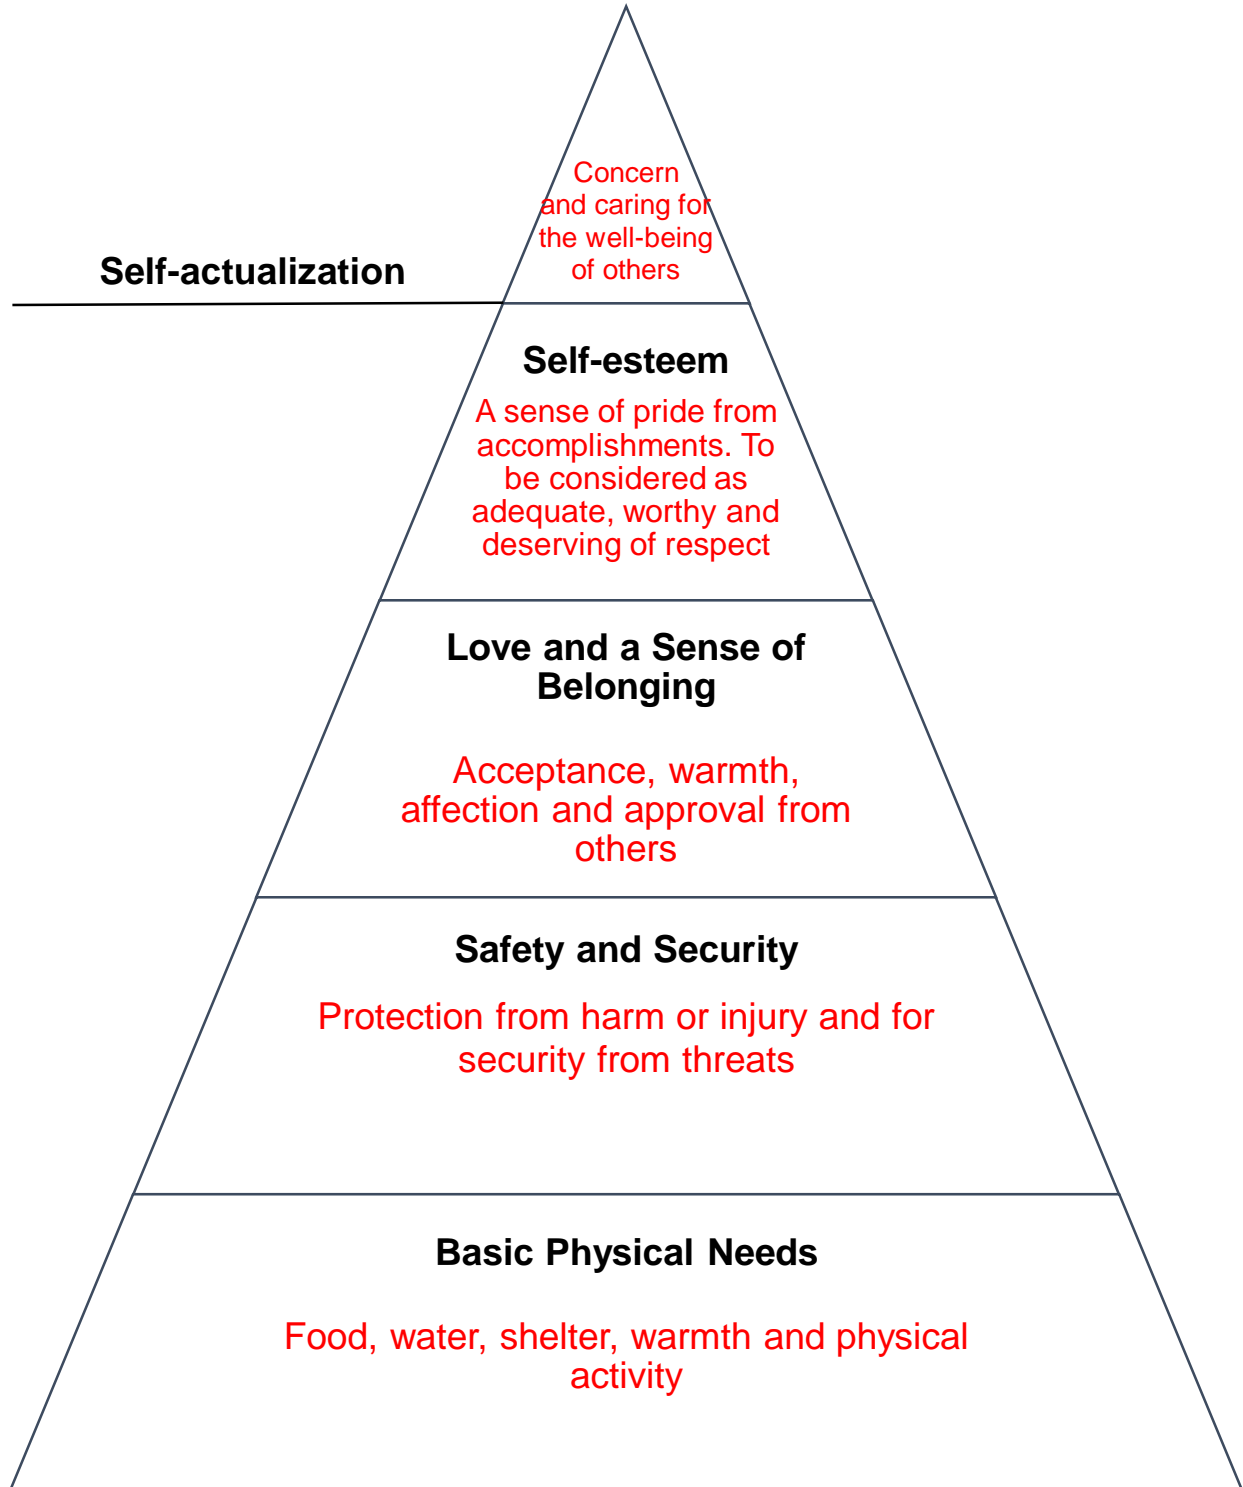 Concern
and caring for
the well-being
of others
Self-actualization
Self-esteem
A sense of pride from
accomplishments. To
be considered as
adequate, worthy and
deserving of respect
Love and a Sense of
Belonging
Acceptance, warmth,
affection and approval from
others
Safety and Security
Protection from harm or injury and for
security from threats
Basic Physical Needs
Food, water, shelter, warmth and physical
activity